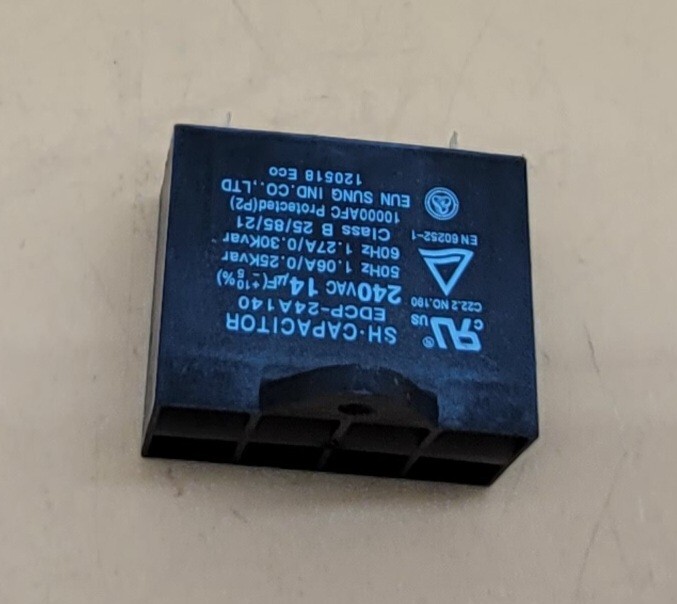 SH-CAPACITOR
EDCP-24A140
240VAC 14µF(+10 -5 %)
50Hz 1.06A/0.25Kvar
60Hz 1.27A/0.30Kvar
Class B 25/85/21
10000AFC Protected(P2)
EUN SUNG IND.CO.,LTD
120518 Eco
c RU us ®
C22.2 NO.190
EN 60252-1